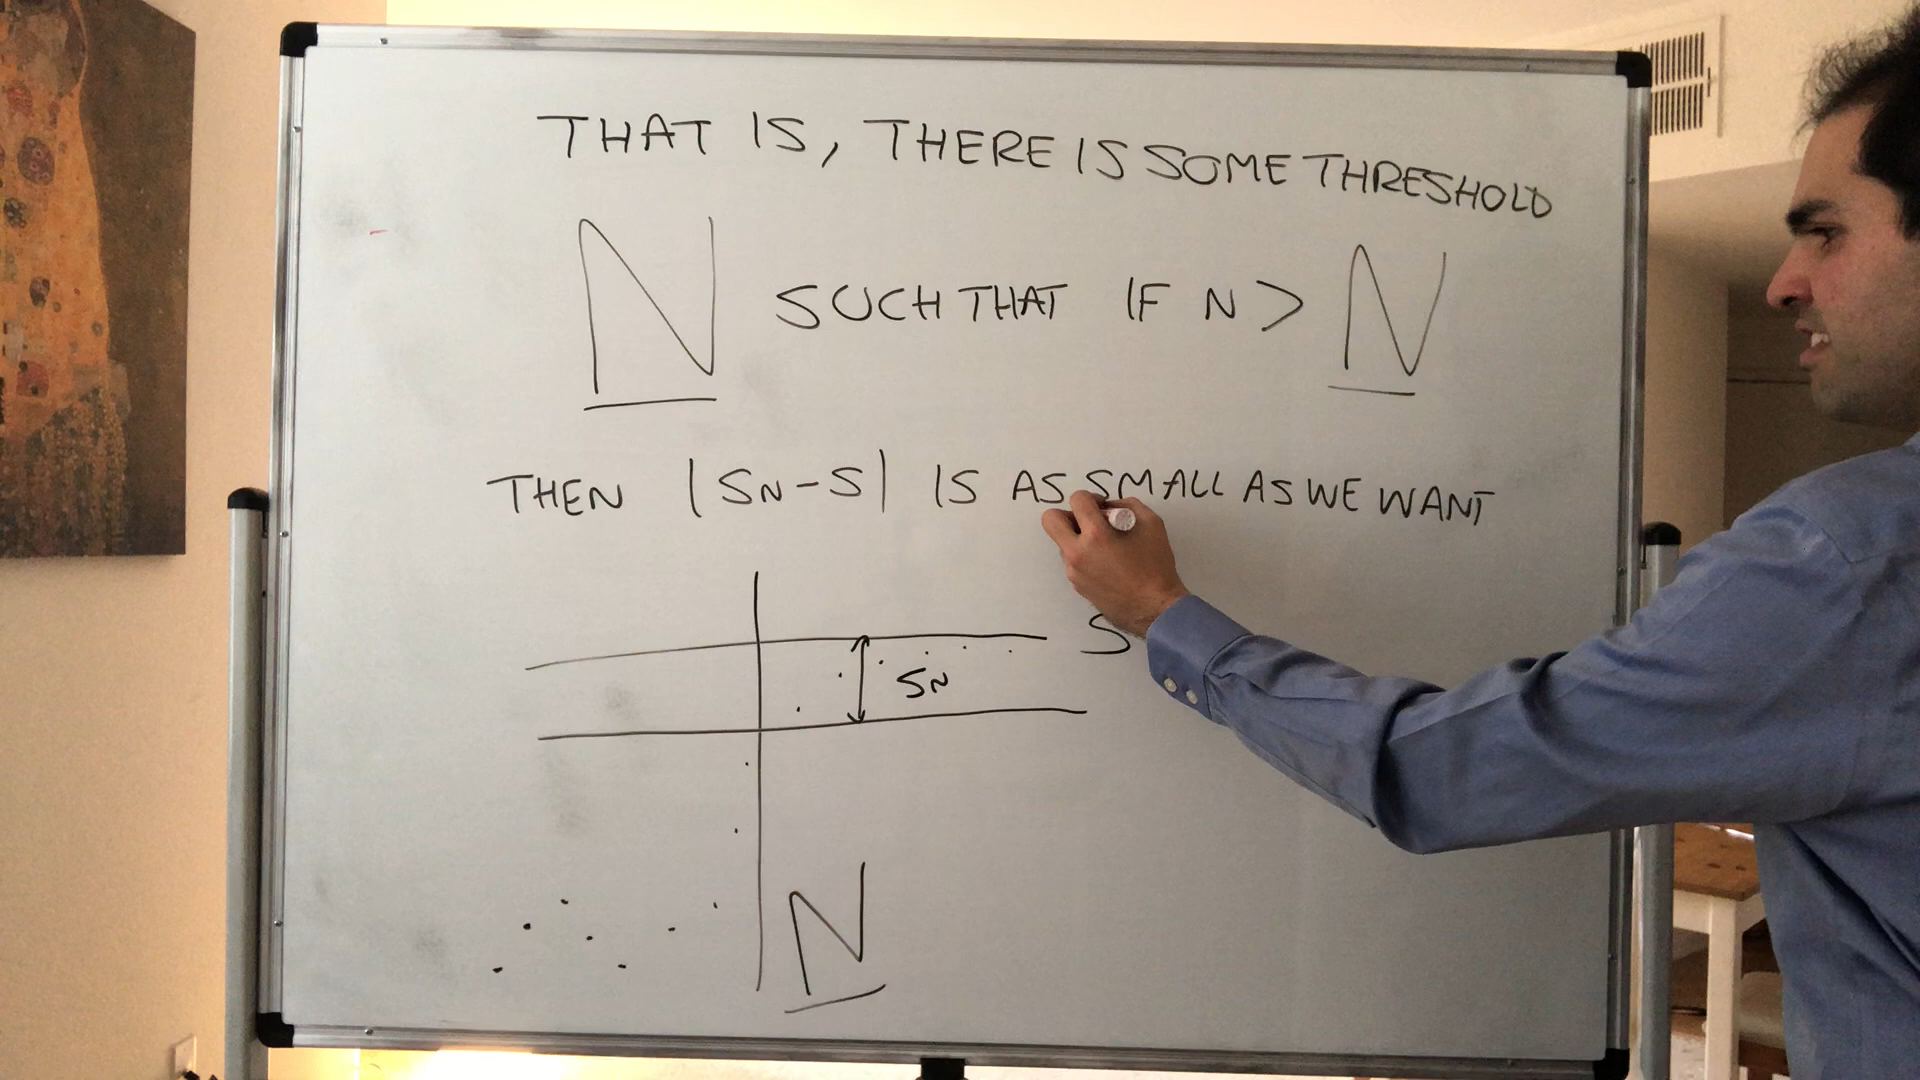 THAT IS, THERE IS SOME THRESHOLD
N SUCH THAT IF N > N
THEN |SN-S| IS AS SMALL AS WE WANT
S
SN
N